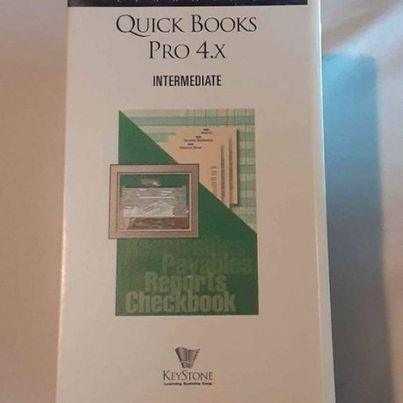 QUICK BOOKS
PRO 4.X
INTERMEDIATE
Payables
Reports
Checkbook
KEYSTONE
Learning Systems Corp.